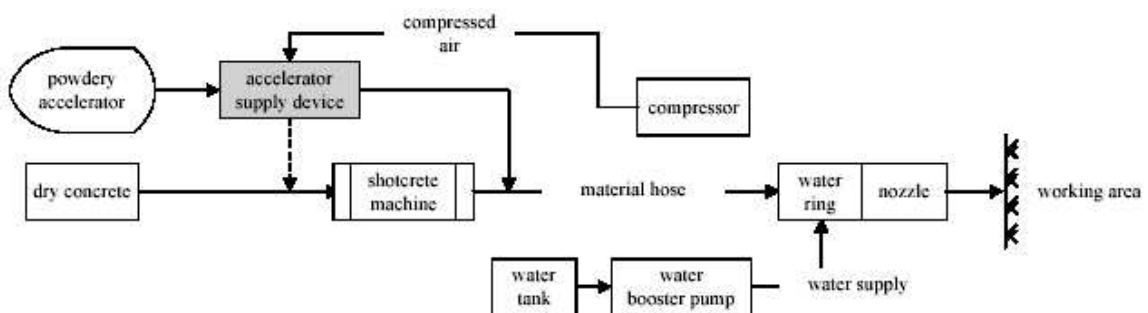 compressed
air
powdery
accelerator
accelerator
supply device
compressor
dry concrete
shotcrete
machine
material hose
water
ring
nozzle
working area
water
tank
water
booster pump
water supply